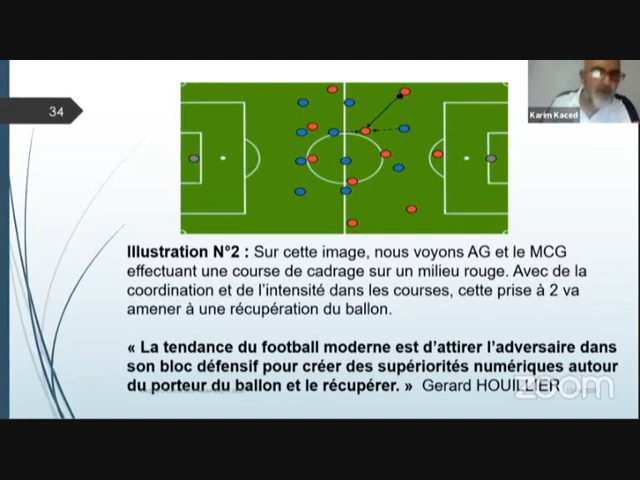 34
Karim Kaced
Illustration N°2 : Sur cette image, nous voyons AG et le MCG
effectuant une course de cadrage sur un milieu rouge. Avec de la
coordination et de l'intensité dans les courses, cette prise à 2 va
amener à une récupération du ballon.
« La tendance du football moderne est d'attirer l'adversaire dans
son bloc défensif pour créer des supériorités numériques autour
du porteur du ballon et le récupérer. » Gerard HOUILLIER
zoom